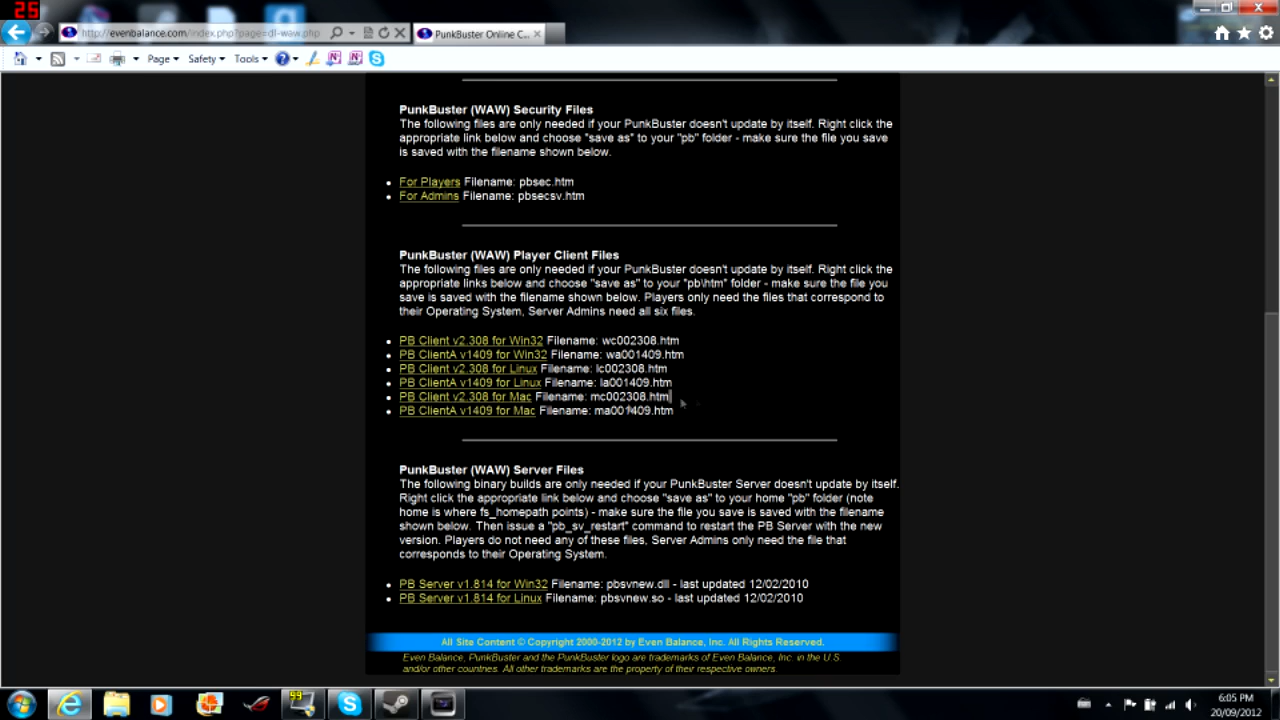 25
http://evenbalance.com/index.php?page=dl-waw.php
PunkBuster Online C...
Page
Safety
Tools
PunkBuster (WAW) Security Files
The following files are only needed if your PunkBuster doesn't update by itself. Right click the
appropriate link below and choose "save as" to your "pb" folder - make sure the file you save
is saved with the filename shown below.
For Players Filename: pbsec.htm
For Admins Filename: pbsecsv.htm
PunkBuster (WAW) Player Client Files
The following files are only needed if your PunkBuster doesn't update by itself. Right click the
appropriate links below and choose "save as" to your "pb\htm" folder - make sure the file you
save is saved with the filename shown below. Players only need the files that correspond to
their Operating System, Server Admins need all six files.
PB Client v2.308 for Win32 Filename: wc002308.htm
PB ClientA v1409 for Win32 Filename: wa001409.htm
PB Client v2.308 for Linux Filename: lc002308.htm
PB ClientA v1409 for Linux Filename: la001409.htm
PB Client v2.308 for Mac Filename: mc002308.htm
PB ClientA v1409 for Mac Filename: ma001409.htm
PunkBuster (WAW) Server Files
The following binary builds are only needed if your PunkBuster Server doesn't update by itself.
Right click the appropriate link below and choose "save as" to your home "pb" folder (note
home is where fs_homepath points) - make sure the file you save is saved with the filename
shown below. Then issue a "pb_sv_restart" command to restart the PB Server with the new
version. Players do not need any of these files, Server Admins only need the file that
corresponds to their Operating System.
PB Server v1.814 for Win32 Filename: pbsvnew.dll - last updated 12/02/2010
PB Server v1.814 for Linux Filename: pbsvnew.so - last updated 12/02/2010
All Site Content © Copyright 2000-2012 by Even Balance, Inc. All Rights Reserved.
Even Balance, PunkBuster and the PunkBuster logo are trademarks of Even Balance, Inc. in the U.S.
and/or other countries. All other trademarks are the property of their respective owners.
99
6:05 PM
20/09/2012